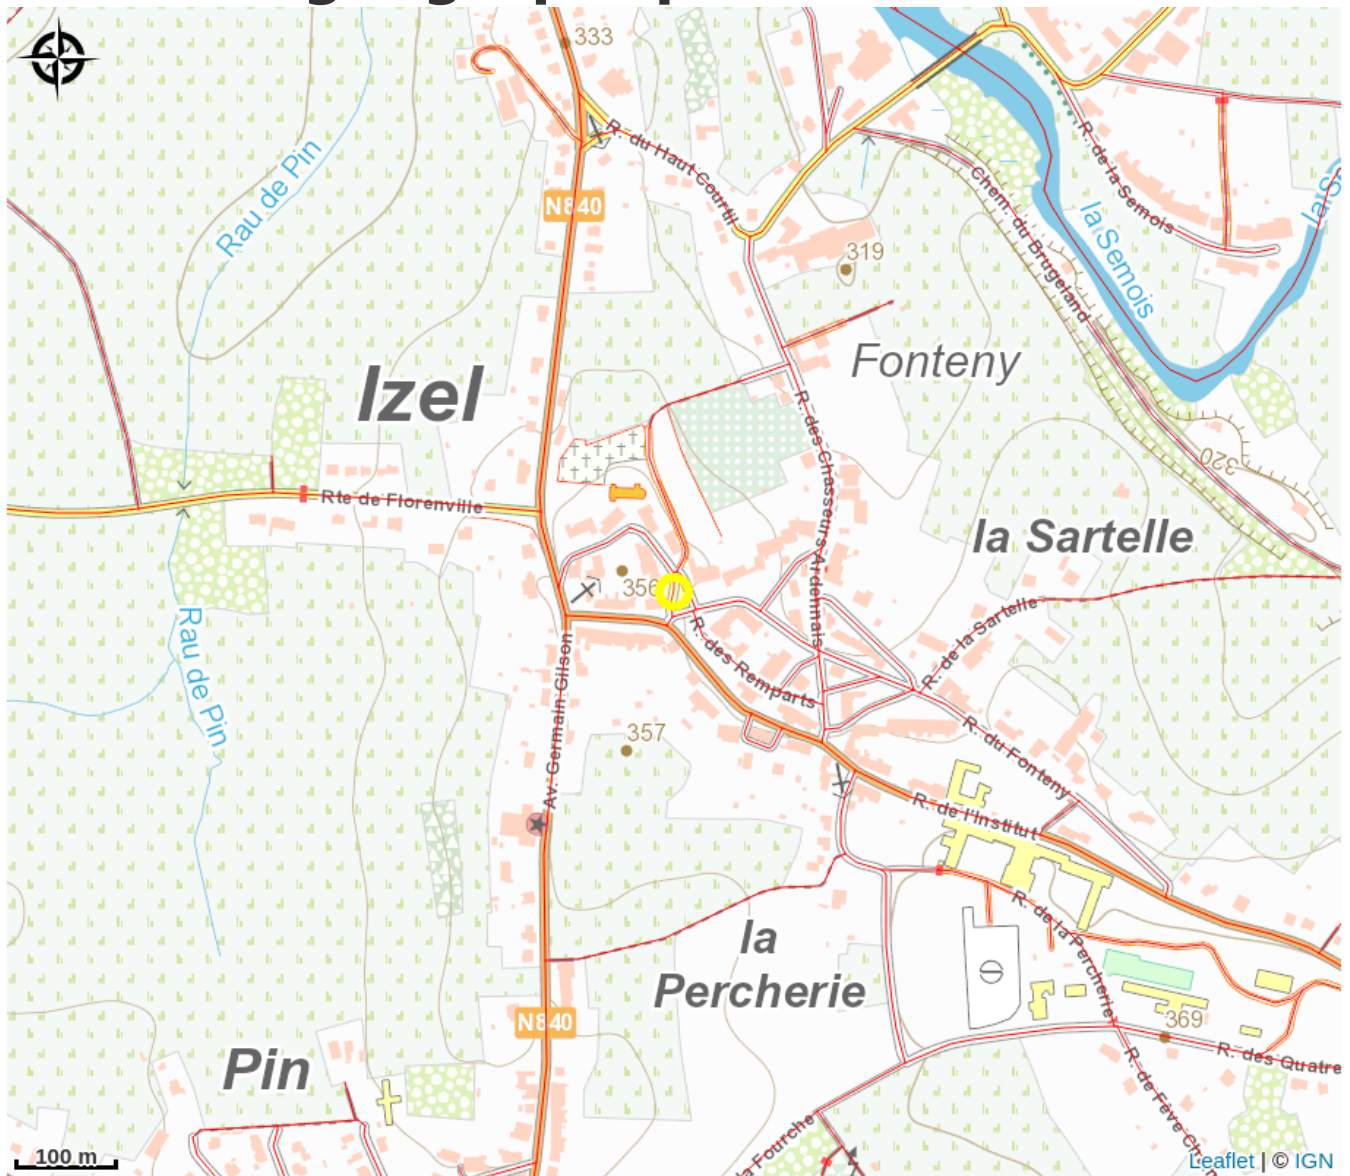 333
Rau de Pin
R. du Haut Courtil
N840
R. de la Semois
Chem. du Brugeland
la Semois
319
Fonteny
Izel
R. des Chasseurs Ardennais
320
Rte de Florenville
la Sartelle
356
R. de la Sartelle
Rau de Pin
R. des Remparts
Av. Germain Gilson
357
R. du Fonteny
R. de l'Institut
R. de la Percherie
la
Percherie
N840
369
R. des Quatre
Pin
R. de Fève
la Fourche
100 m
Leaflet | © IGN